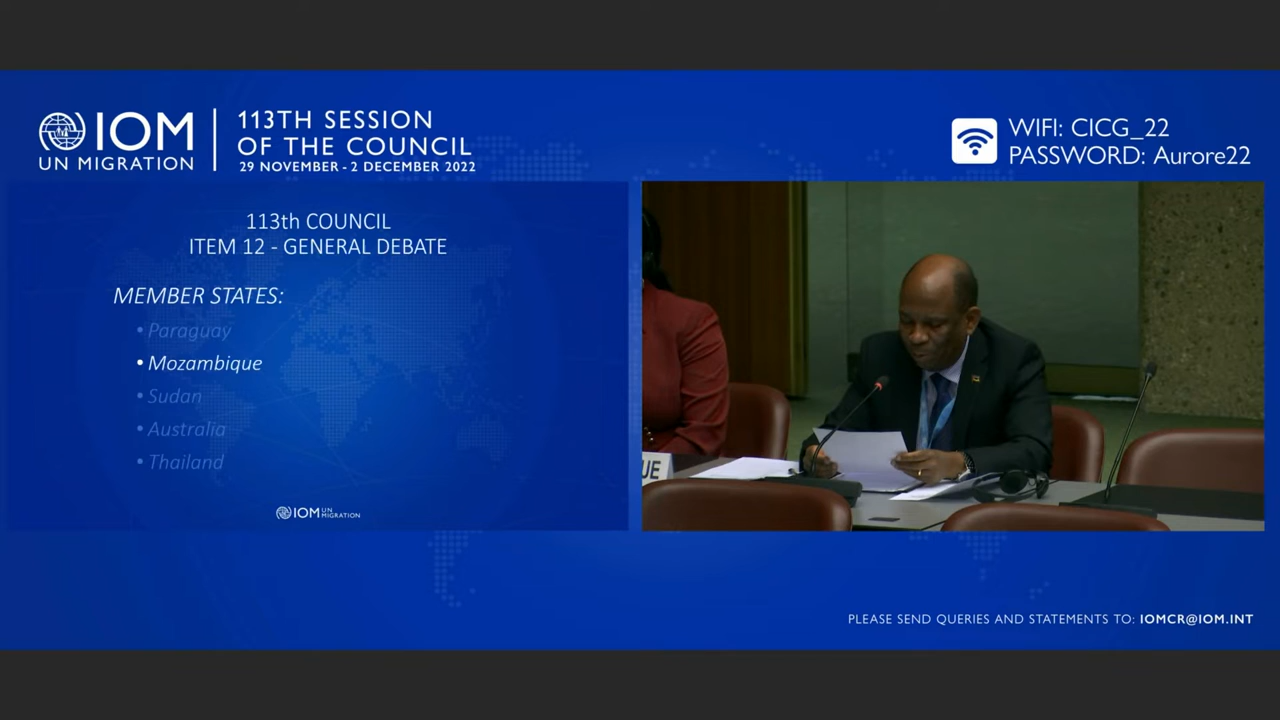 IOM
UN MIGRATION
113TH SESSION
OF THE COUNCIL
29 NOVEMBER - 2 DECEMBER 2022
WIFI: CICG_22
PASSWORD: Aurore22
113th COUNCIL
ITEM 12 - GENERAL DEBATE
MEMBER STATES:
• Paraguay
• Mozambique
• Sudan
• Australia
• Thailand
IOM UN MIGRATION
UE
PLEASE SEND QUERIES AND STATEMENTS TO: IOMCR@IOM.INT